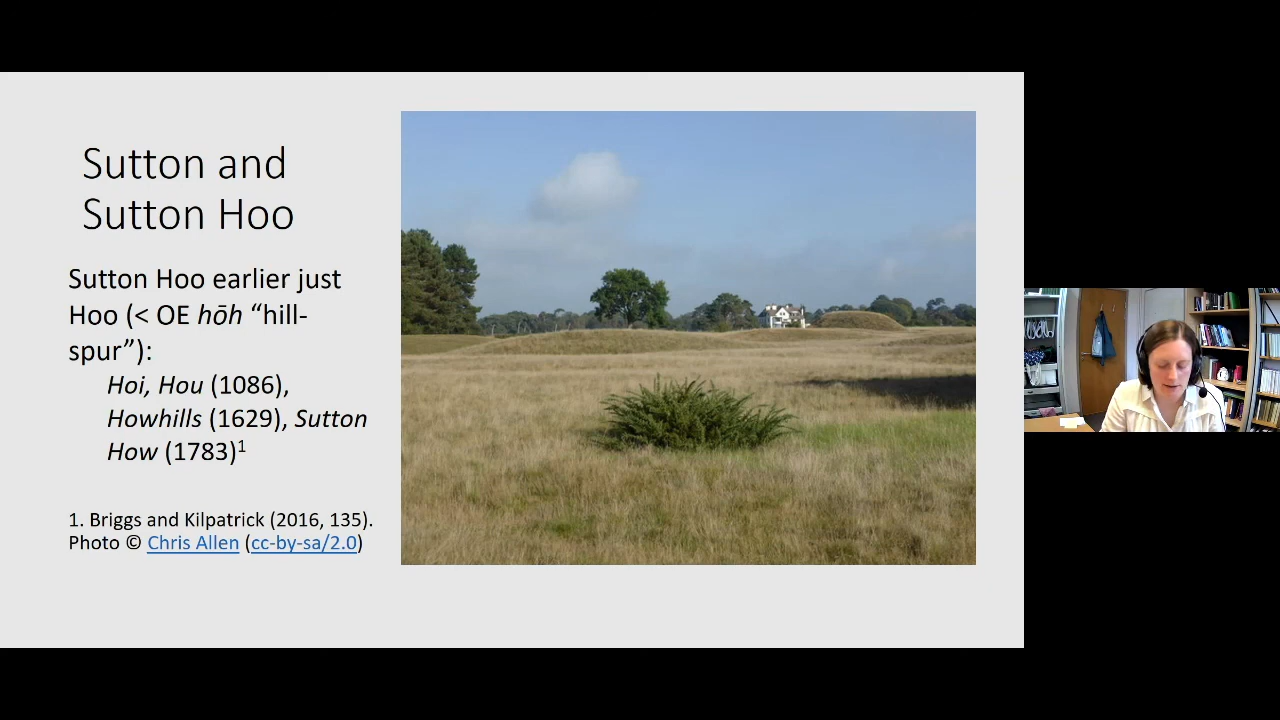 Sutton and
Sutton Hoo
Sutton Hoo earlier just
Hoo (< OE hōh “hill-
spur”):
Hoi, Hou (1086),
Howhills (1629), Sutton
How (1783)¹
1. Briggs and Kilpatrick (2016, 135).
Photo © Chris Allen (cc-by-sa/2.0)